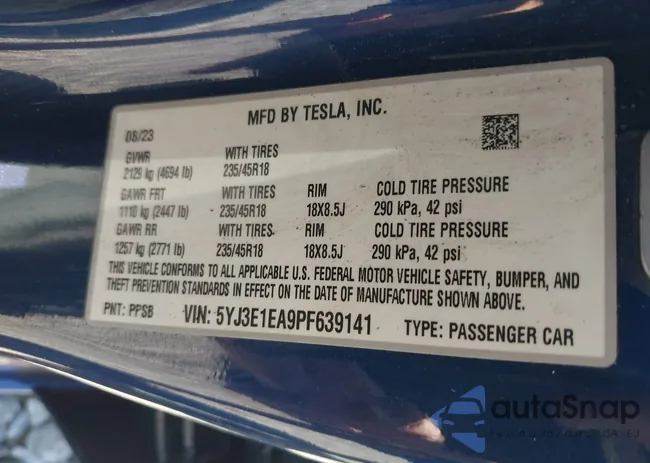 MFD BY TESLA, INC.
08/23
GVWR WITH TIRES
2129 kg (4694 lb) 235/45R18
GAWR FRT WITH TIRES RIM COLD TIRE PRESSURE
1110 kg (2447 lb) 235/45R18 18X8.5J 290 kPa, 42 psi
GAWR RR WITH TIRES RIM COLD TIRE PRESSURE
1257 kg (2771 lb) 235/45R18 18X8.5J 290 kPa, 42 psi
THIS VEHICLE CONFORMS TO ALL APPLICABLE U.S. FEDERAL MOTOR VEHICLE SAFETY, BUMPER, AND
THEFT PREVENTION STANDARDS IN EFFECT ON THE DATE OF MANUFACTURE SHOWN ABOVE.
PNT: PPSB VIN: 5YJ3E1EA9PF639141 TYPE: PASSENGER CAR
autoSnap